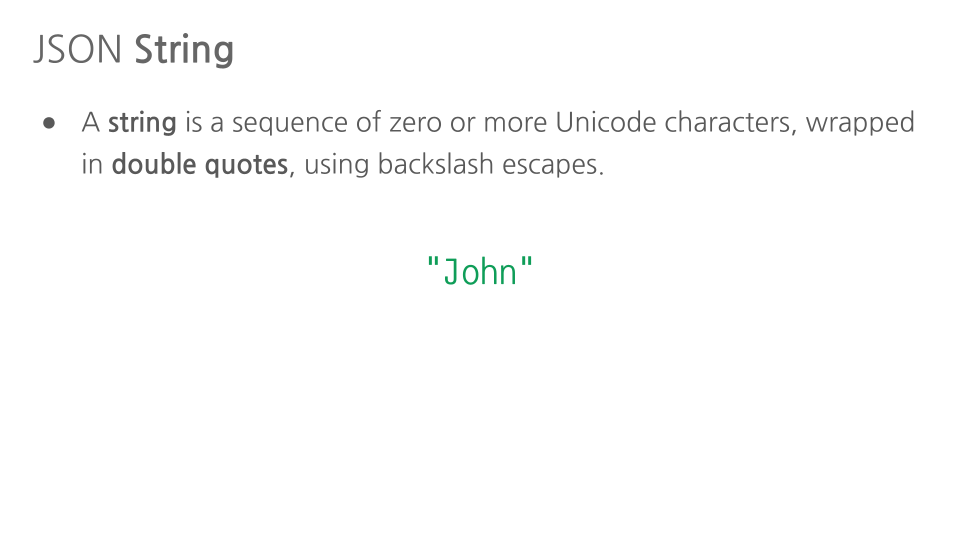 JSON String
● A string is a sequence of zero or more Unicode characters, wrapped
in double quotes, using backslash escapes.
"John"